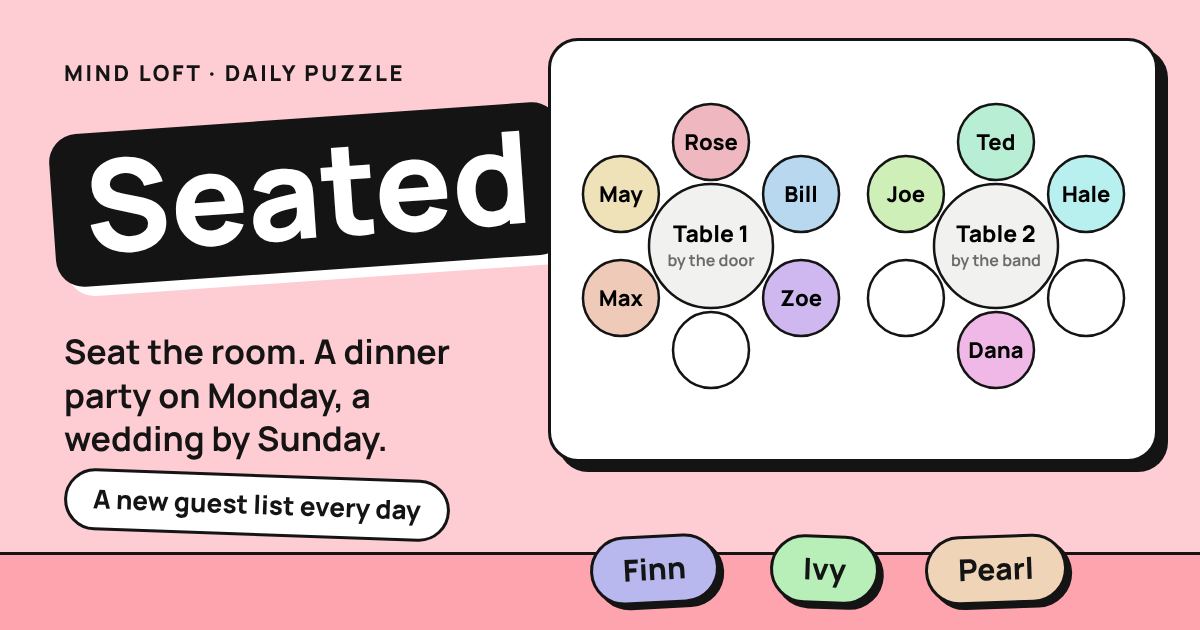 MIND LOFT · DAILY PUZZLE
Seated
Seat the room. A dinner
party on Monday, a
wedding by Sunday.
A new guest list every day
Rose
May
Bill
Table 1
by the door
Max
Zoe
Ted
Joe
Hale
Table 2
by the band
Dana
Finn
Ivy
Pearl